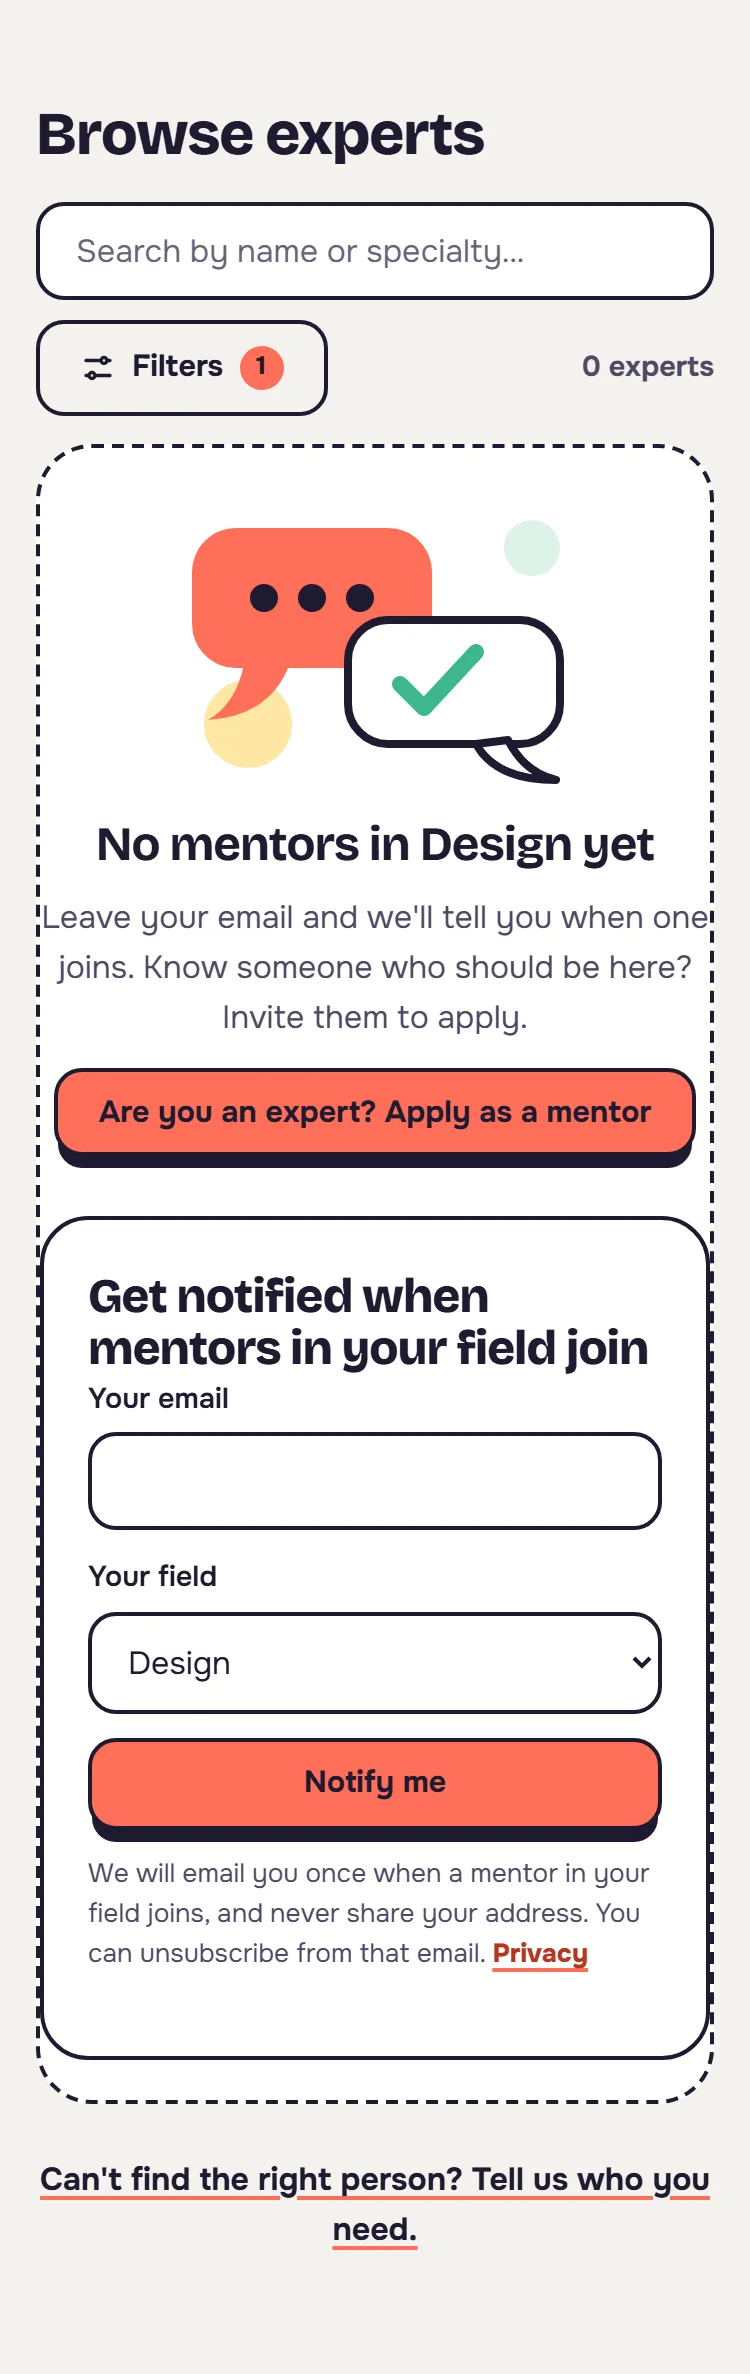 Browse experts
Search by name or specialty...
Filters 1
0 experts
No mentors in Design yet
Leave your email and we'll tell you when one
joins. Know someone who should be here?
Invite them to apply.
Are you an expert? Apply as a mentor
Get notified when
mentors in your field join
Your email
Your field
Design
Notify me
We will email you once when a mentor in your
field joins, and never share your address. You
can unsubscribe from that email. Privacy
Can't find the right person? Tell us who you
need.